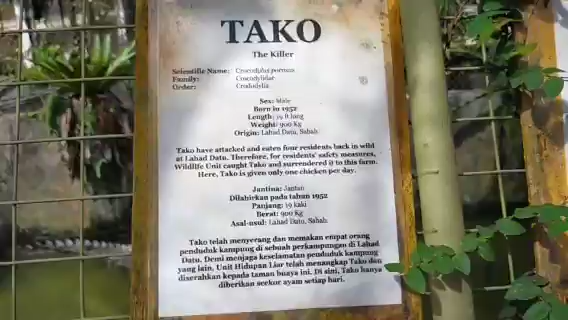 TAKO
The Killer
Scientific Name: Crocodylus porosus
Family: Crocodylidae
Order: Crododylia
Sex: Male
Born in 1952
Length: 19 ft long
Weight: 900 Kg
Origin: Lahad Datu, Sabah
Tako have attacked and eaten four residents back in wild
at Lahad Datu. Therefore, for residents' safety measures,
Wildlife Unit caught Tako and surrendered @ to this farm.
Here, Tako is given only one chicken per day.
Jantina: Jantan
Dilahirkan pada tahun 1952
Panjang: 19 kaki
Berat: 900 Kg
Asal-usul: Lahad Datu, Sabah
Tako telah menyerang dan memakan empat orang
penduduk kampung di sebuah perkampungan di Lahad
Datu. Demi menjaga keselamatan penduduk kampung
yang lain, Unit Hidupan Liar telah menangkap Tako dan
diserahkan kepada taman buaya ini. Di sini, Tako hanya
diberikan seekor ayam setiap hari.